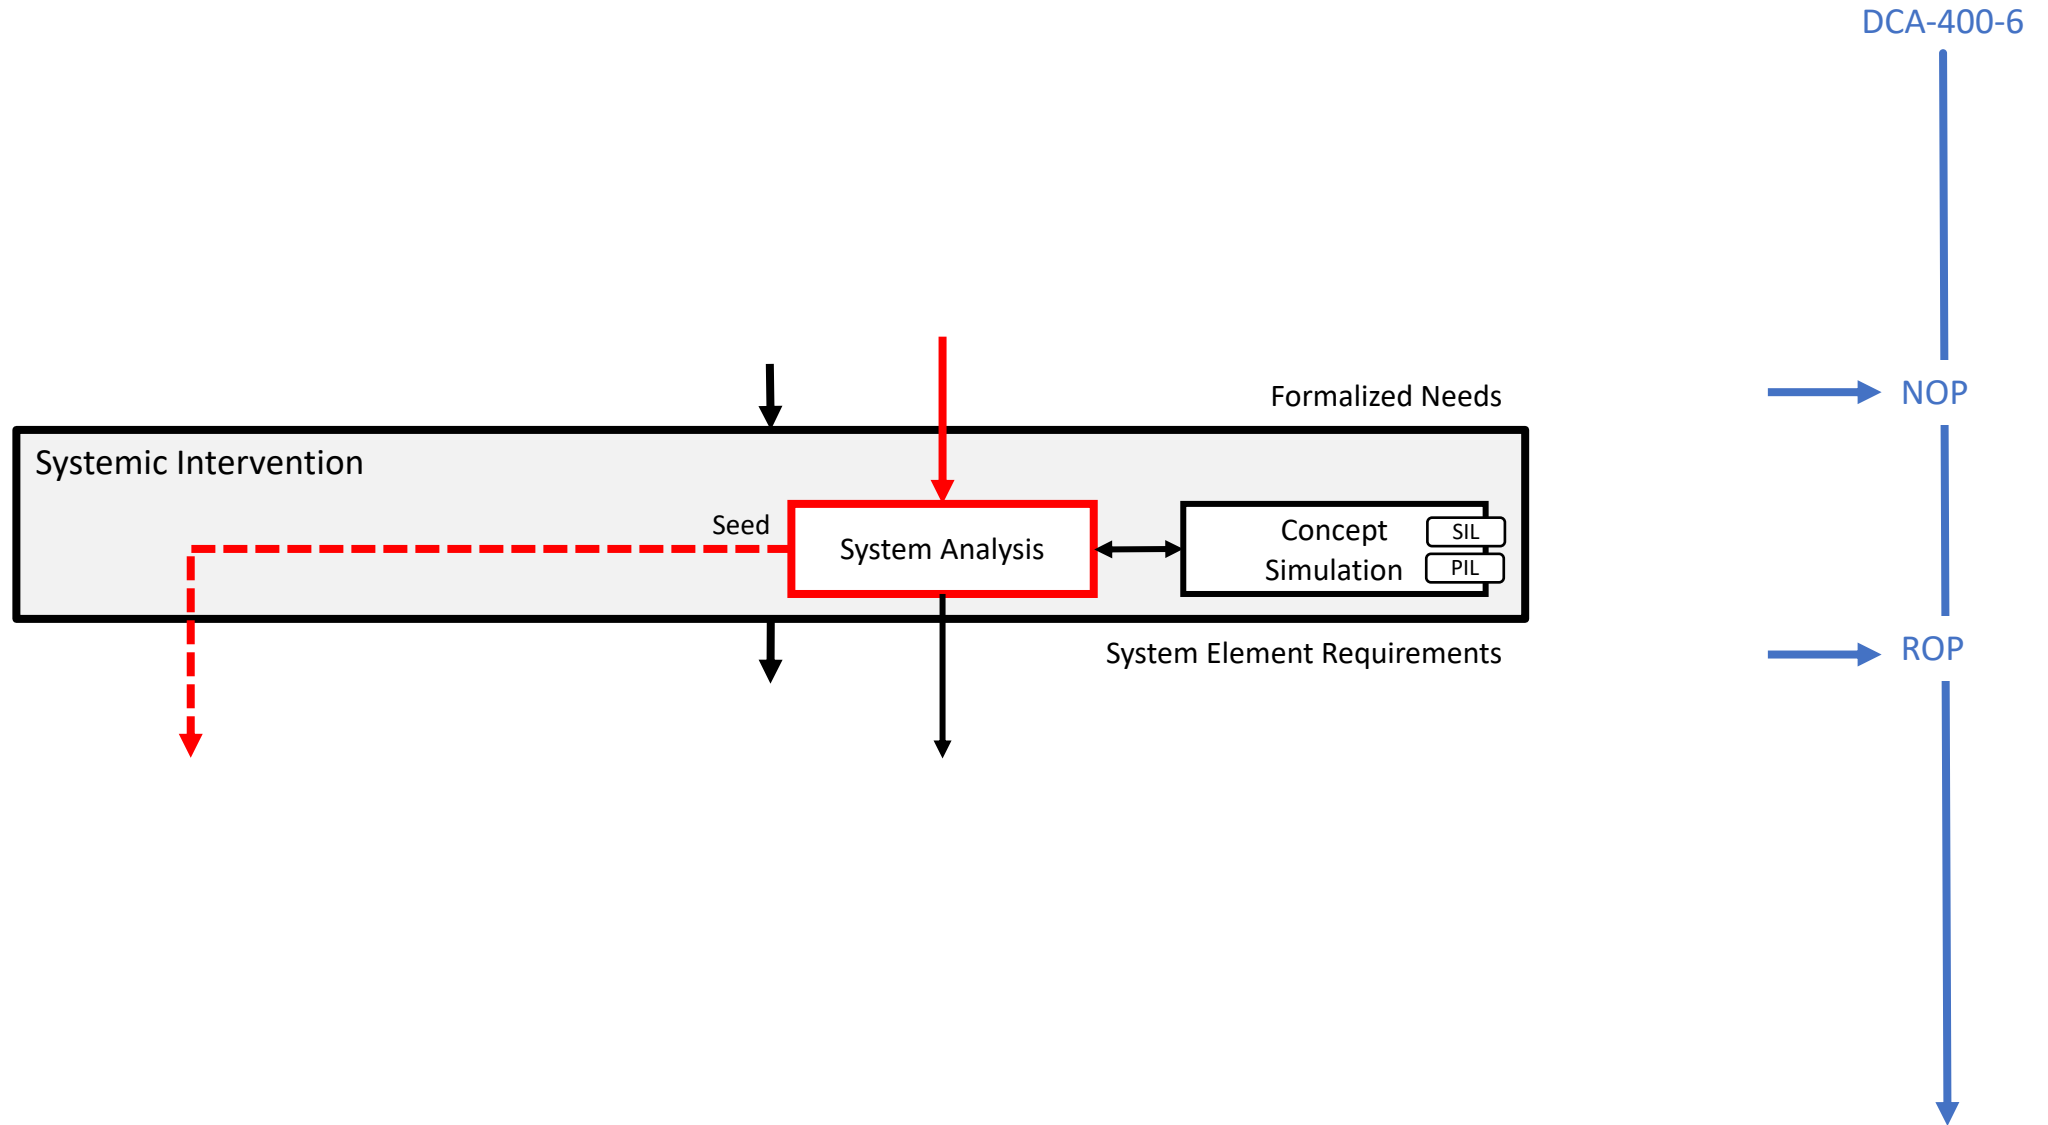 DCA-400-6
Formalized Needs
NOP
Systemic Intervention
Seed
System Analysis
Concept
Simulation
SIL
PIL
System Element Requirements
ROP